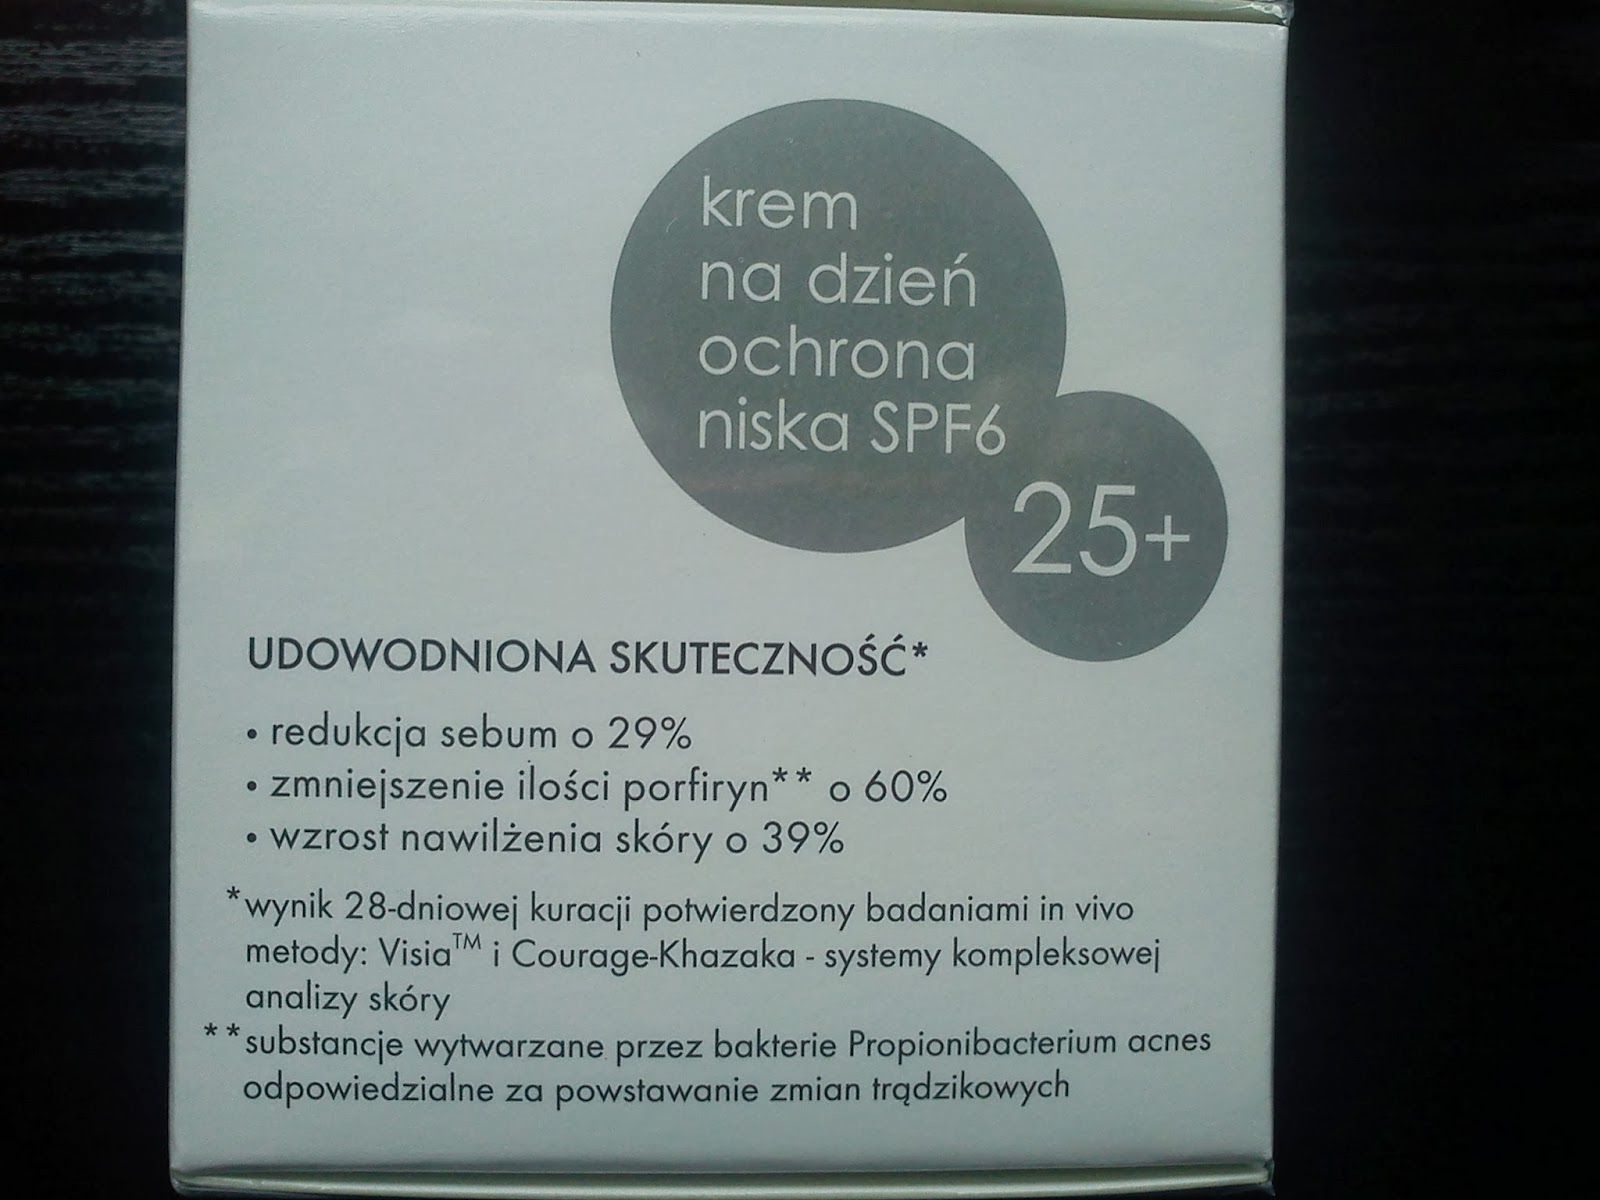 krem
na dzień
ochrona
niska SPF6
25+
UDOWODNIONA SKUTECZNOŚĆ*
• redukcja sebum o 29%
• zmniejszenie ilości porfiryn** o 60%
• wzrost nawilżenia skóry o 39%
*wynik 28-dniowej kuracji potwierdzony badaniami in vivo
metody: Visia™ i Courage-Khazaka - systemy kompleksowej
analizy skóry
**substancje wytwarzane przez bakterie Propionibacterium acnes
odpowiedzialne za powstawanie zmian trądzikowych